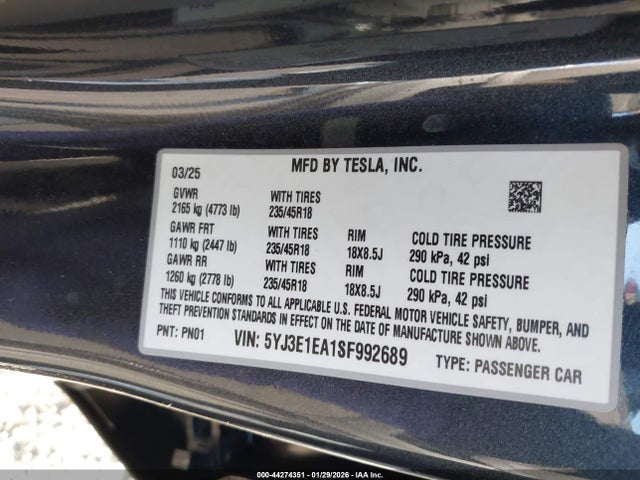 03/25 MFD BY TESLA, INC.
GVWR WITH TIRES
2165 kg (4773 lb) 235/45R18
GAWR FRT WITH TIRES RIM COLD TIRE PRESSURE
1110 kg (2447 lb) 235/45R18 18X8.5J 290 kPa, 42 psi
GAWR RR WITH TIRES RIM COLD TIRE PRESSURE
1260 kg (2778 lb) 235/45R18 18X8.5J 290 kPa, 42 psi
THIS VEHICLE CONFORMS TO ALL APPLICABLE U.S. FEDERAL MOTOR VEHICLE SAFETY, BUMPER, AND
THEFT PREVENTION STANDARDS IN EFFECT ON THE DATE OF MANUFACTURE SHOWN ABOVE.
PNT: PN01 VIN: 5YJ3E1EA1SF992689 TYPE: PASSENGER CAR
000-44274351 | 01/29/2026 - IAA, Inc.